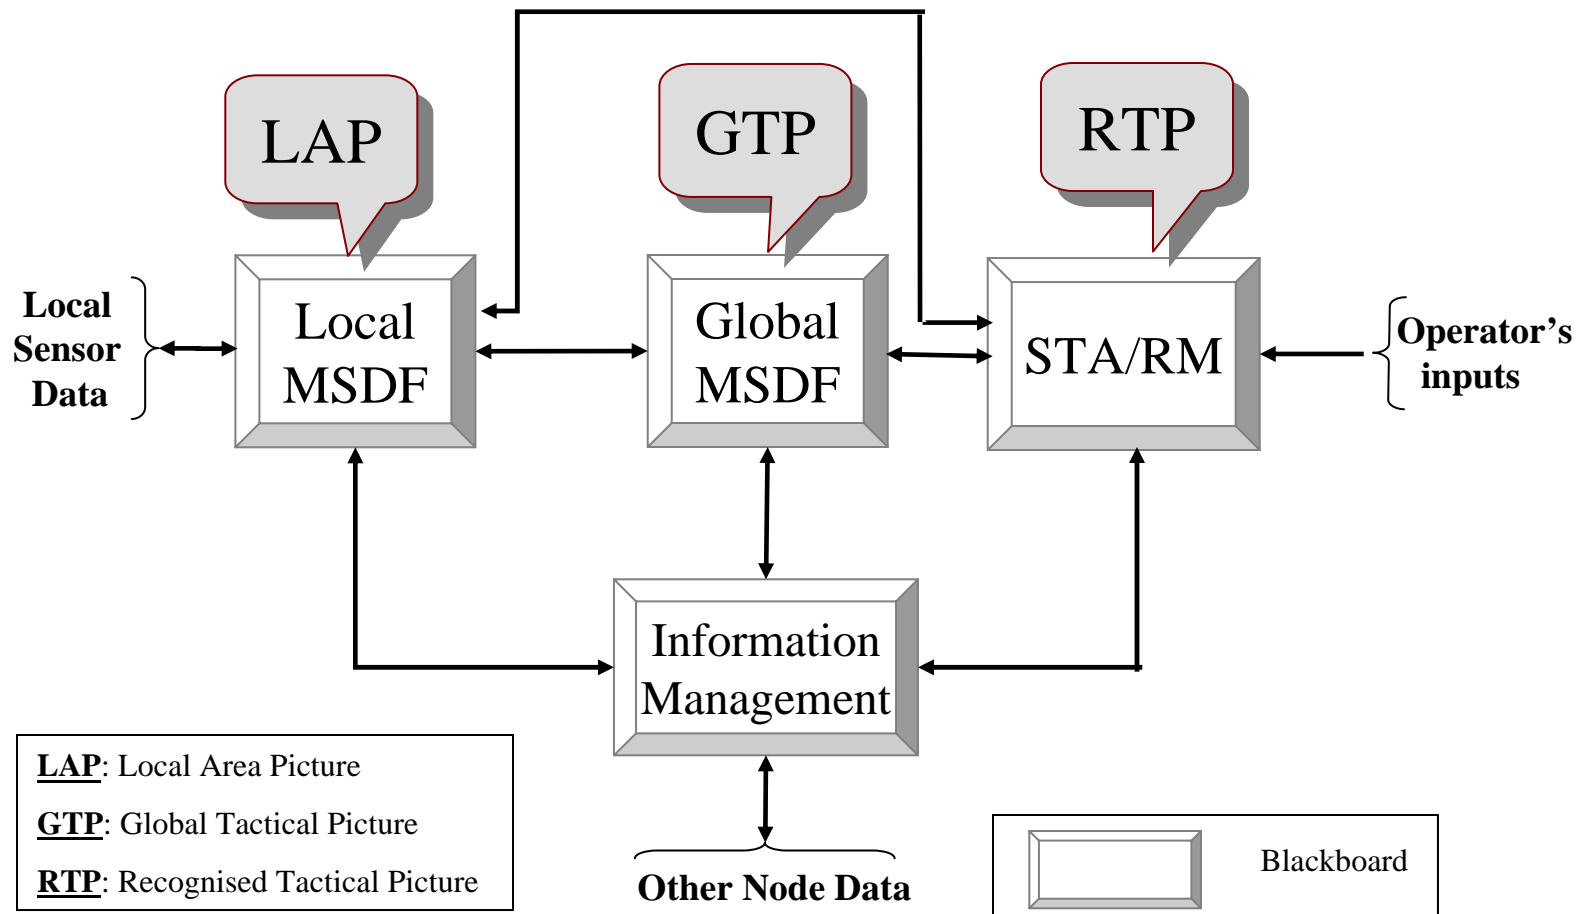 LAP
GTP
RTP
Local
Sensor
Data
Local
MSDF
Global
MSDF
STA/RM
Operator’s
inputs
Information
Management
LAP: Local Area Picture
GTP: Global Tactical Picture
RTP: Recognised Tactical Picture
Other Node Data
Blackboard